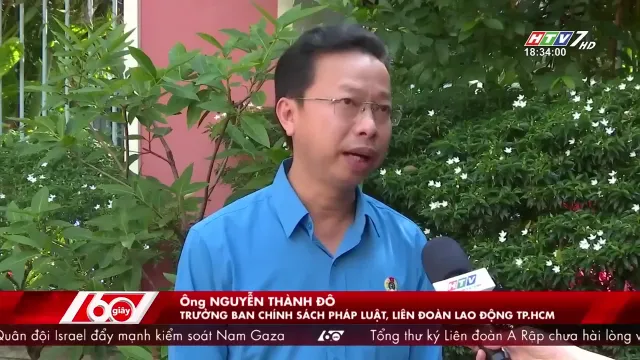 HTV7 HD
18:34:00
HTV
Ông NGUYỄN THÀNH ĐÔ
60 giây
TRƯỞNG BAN CHÍNH SÁCH PHÁP LUẬT, LIÊN ĐOÀN LAO ĐỘNG TP.HCM
Quân đội Israel đẩy mạnh kiểm soát Nam Gaza
Tổng thư ký Liên đoàn Ả Rập chưa hài lòng